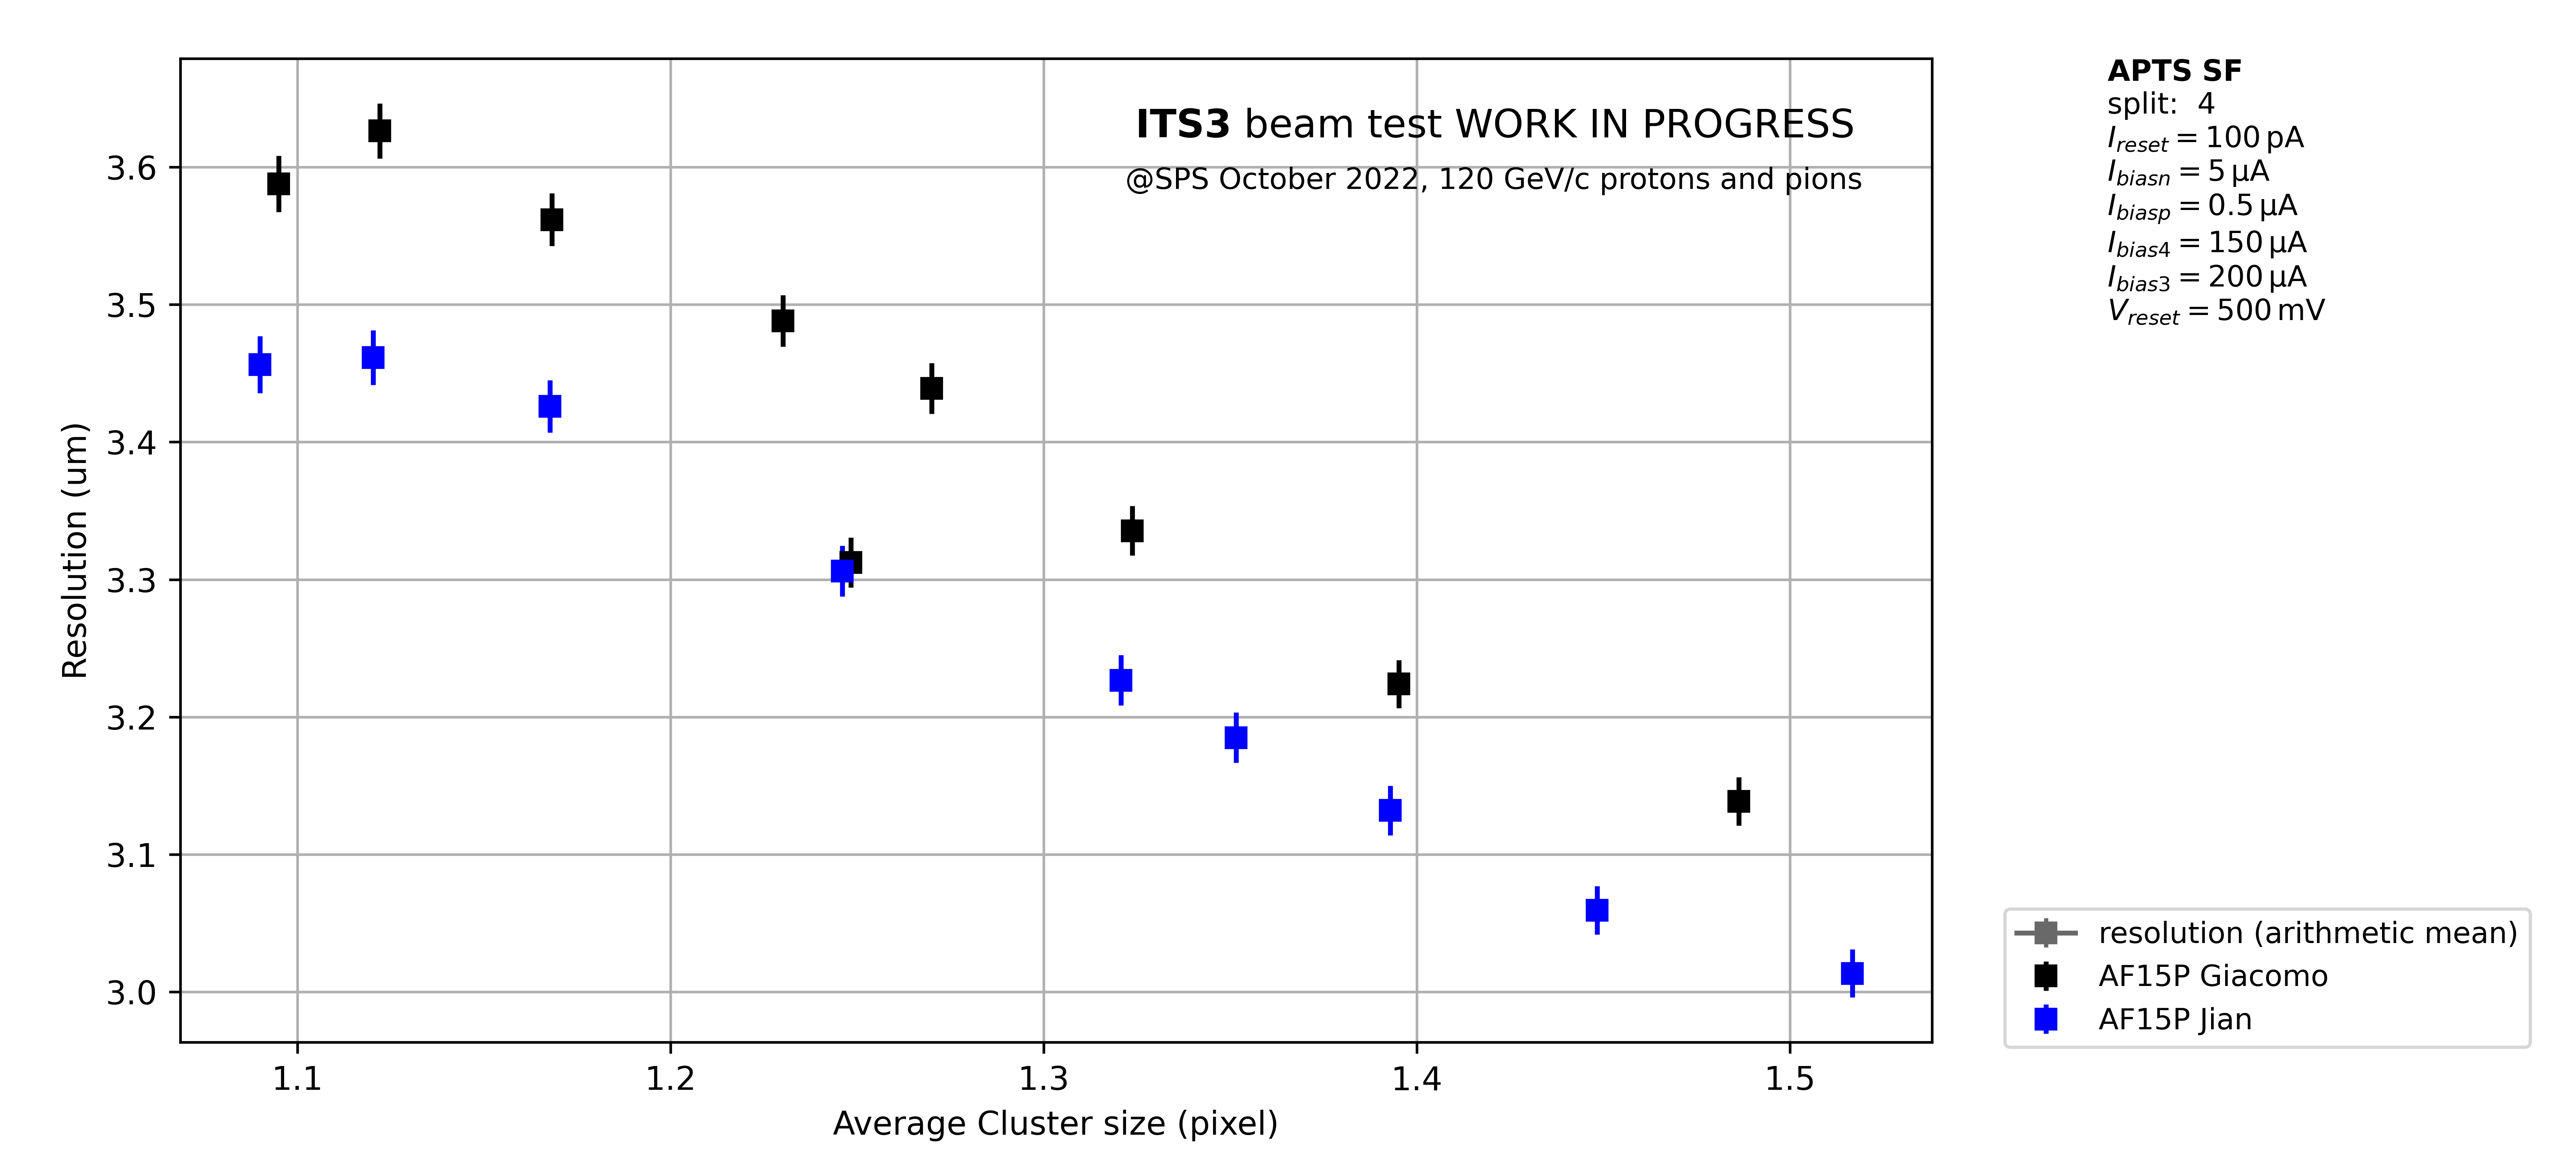 ITS3 beam test WORK IN PROGRESS
@SPS October 2022, 120 GeV/c protons and pions
APTS SF
split: 4
I_reset = 100 pA
I_biasn = 5 µA
I_biasp = 0.5 µA
I_bias4 = 150 µA
I_bias3 = 200 µA
V_reset = 500 mV
3.6
3.5
3.4
3.3
3.2
3.1
3.0
Resolution (um)
1.1 1.2 1.3 1.4 1.5
Average Cluster size (pixel)
resolution (arithmetic mean)
AF15P Giacomo
AF15P Jian